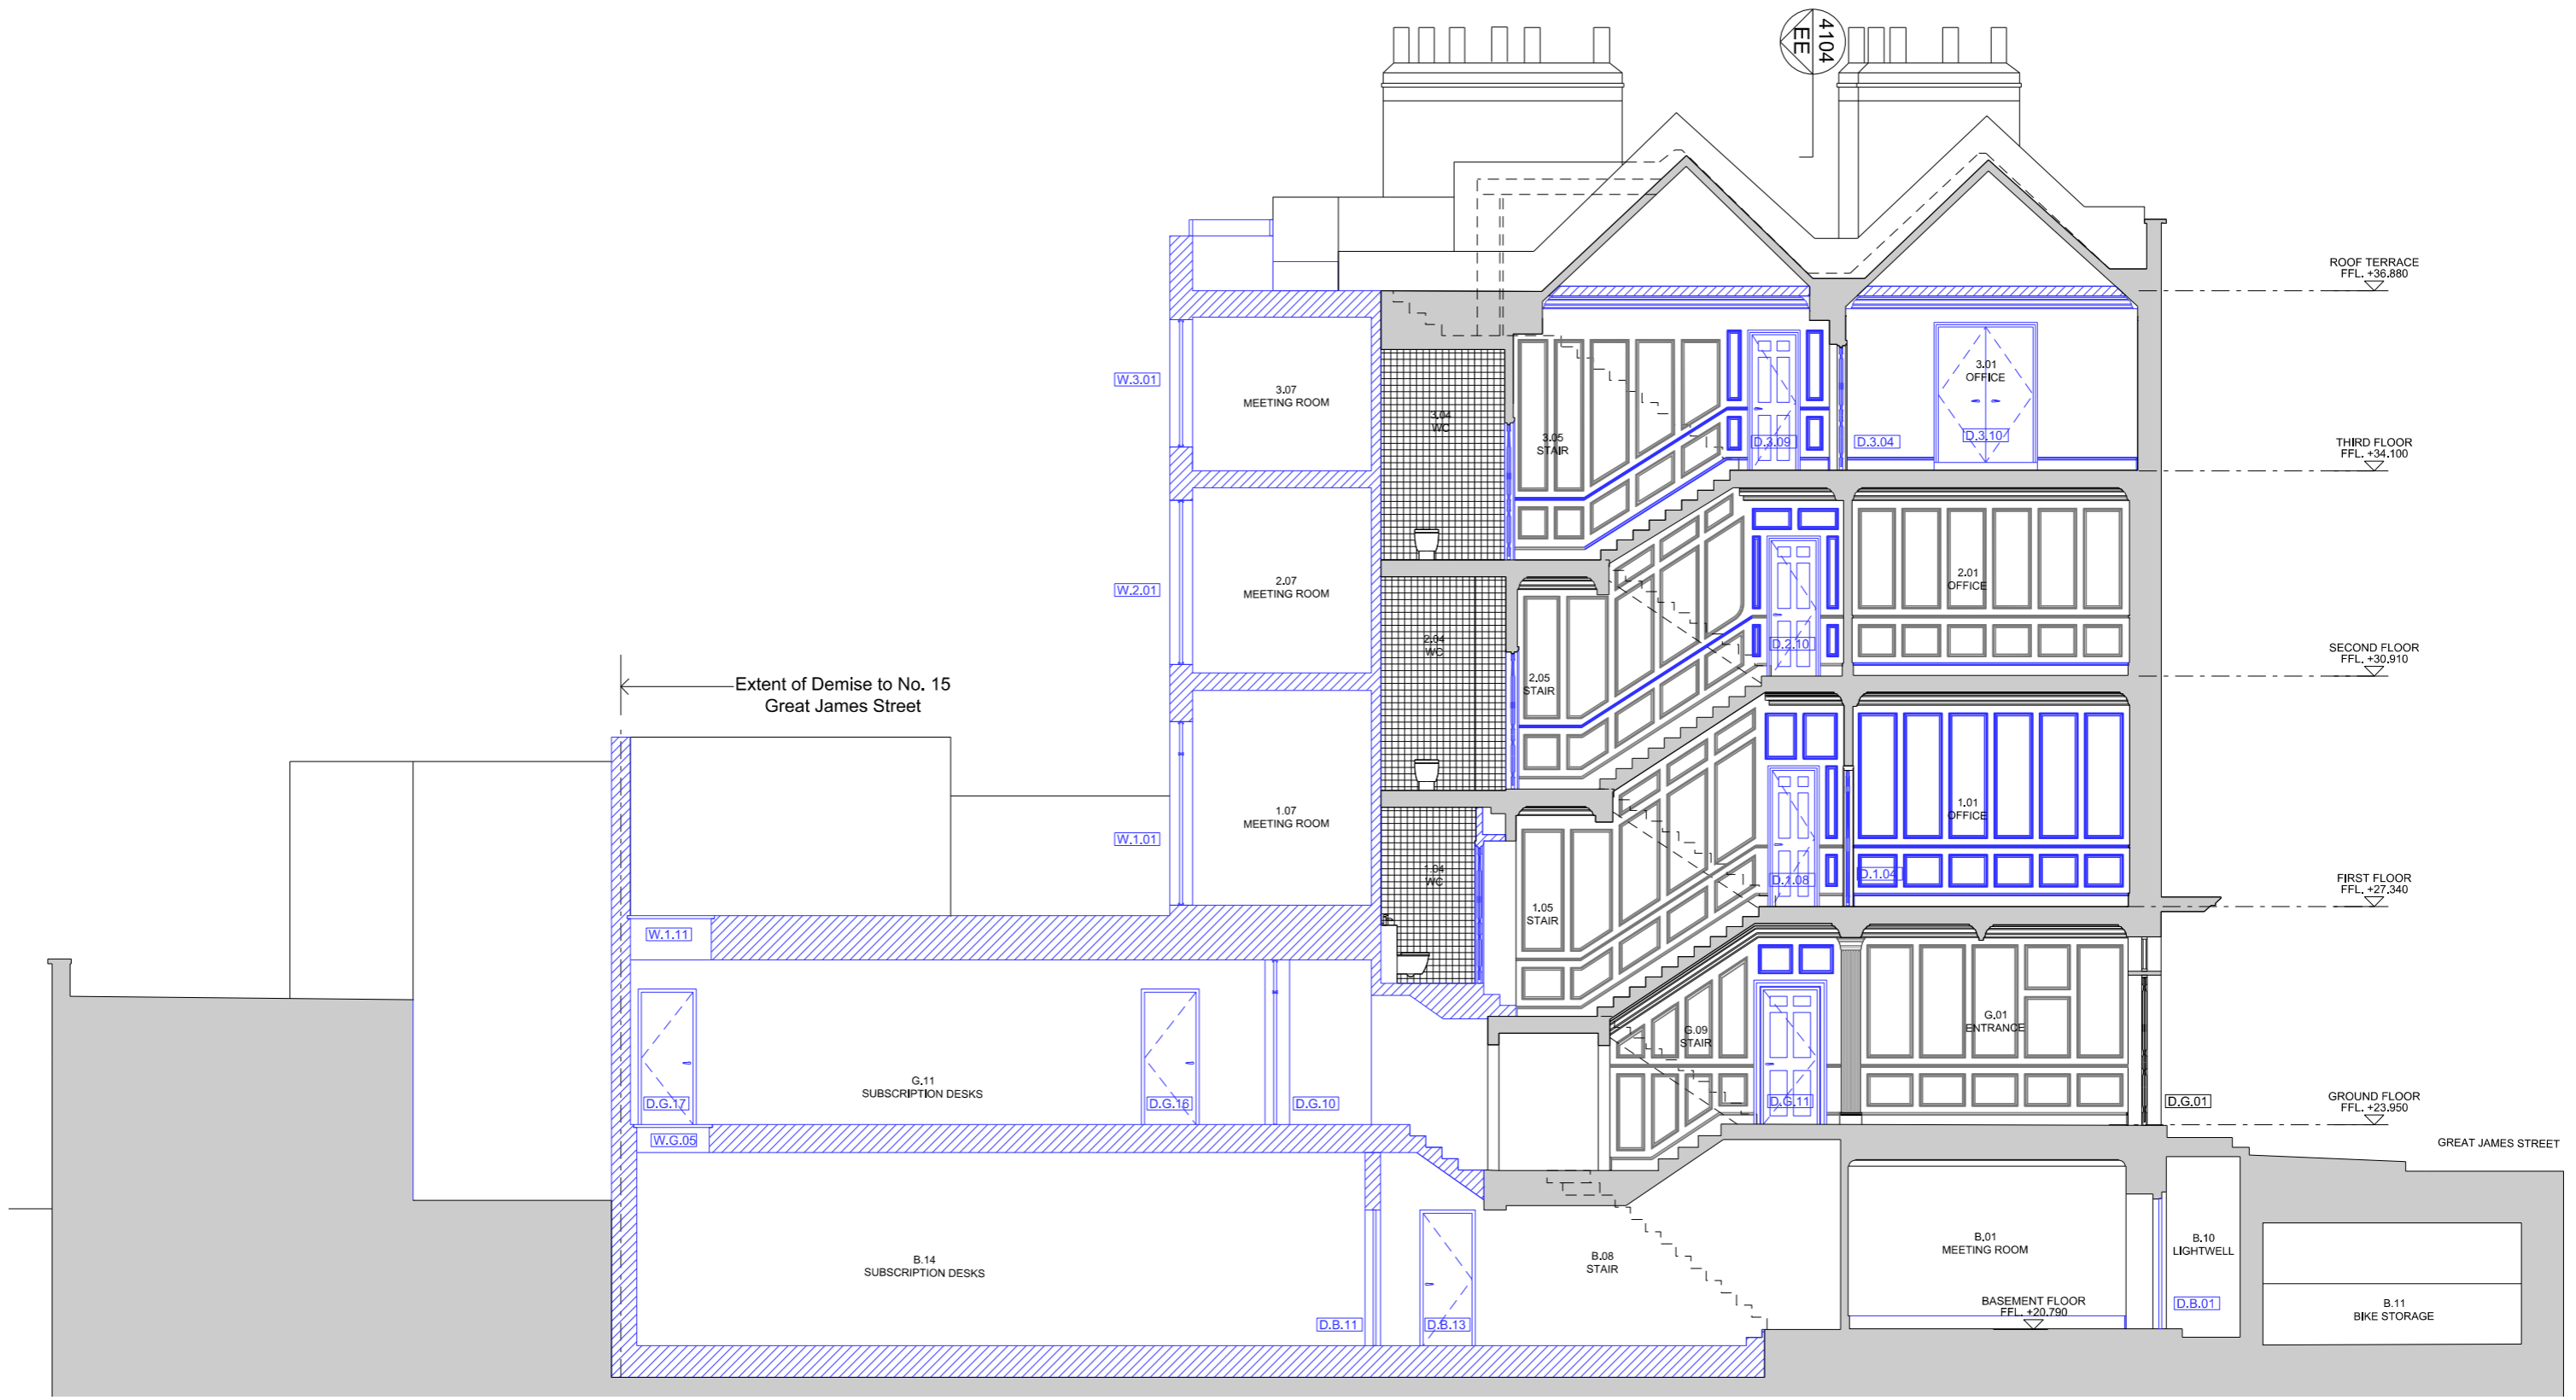 4104
EE
ROOF TERRACE
FFL. +36.880
W.3.01
3.07
MEETING ROOM
3.04
WC
3.05
STAIR
D.3.09
D.3.04
3.01
OFFICE
D.3.10
THIRD FLOOR
FFL. +34.100
W.2.01
2.07
MEETING ROOM
2.04
WC
2.05
STAIR
D.2.10
2.01
OFFICE
SECOND FLOOR
FFL. +30.910
Extent of Demise to No. 15
Great James Street
W.1.01
1.07
MEETING ROOM
1.04
WC
1.05
STAIR
D.1.08
D.1.04
1.01
OFFICE
FIRST FLOOR
FFL. +27.340
W.1.11
G.11
SUBSCRIPTION DESKS
D.G.17
D.G.16
D.G.10
G.09
STAIR
D.G.11
G.01
ENTRANCE
D.G.01
GROUND FLOOR
FFL. +23.950
GREAT JAMES STREET
W.G.05
B.14
SUBSCRIPTION DESKS
D.B.11
D.B.13
B.08
STAIR
B.01
MEETING ROOM
BASEMENT FLOOR
FFL. +20.790
B.10
LIGHTWELL
D.B.01
B.11
BIKE STORAGE